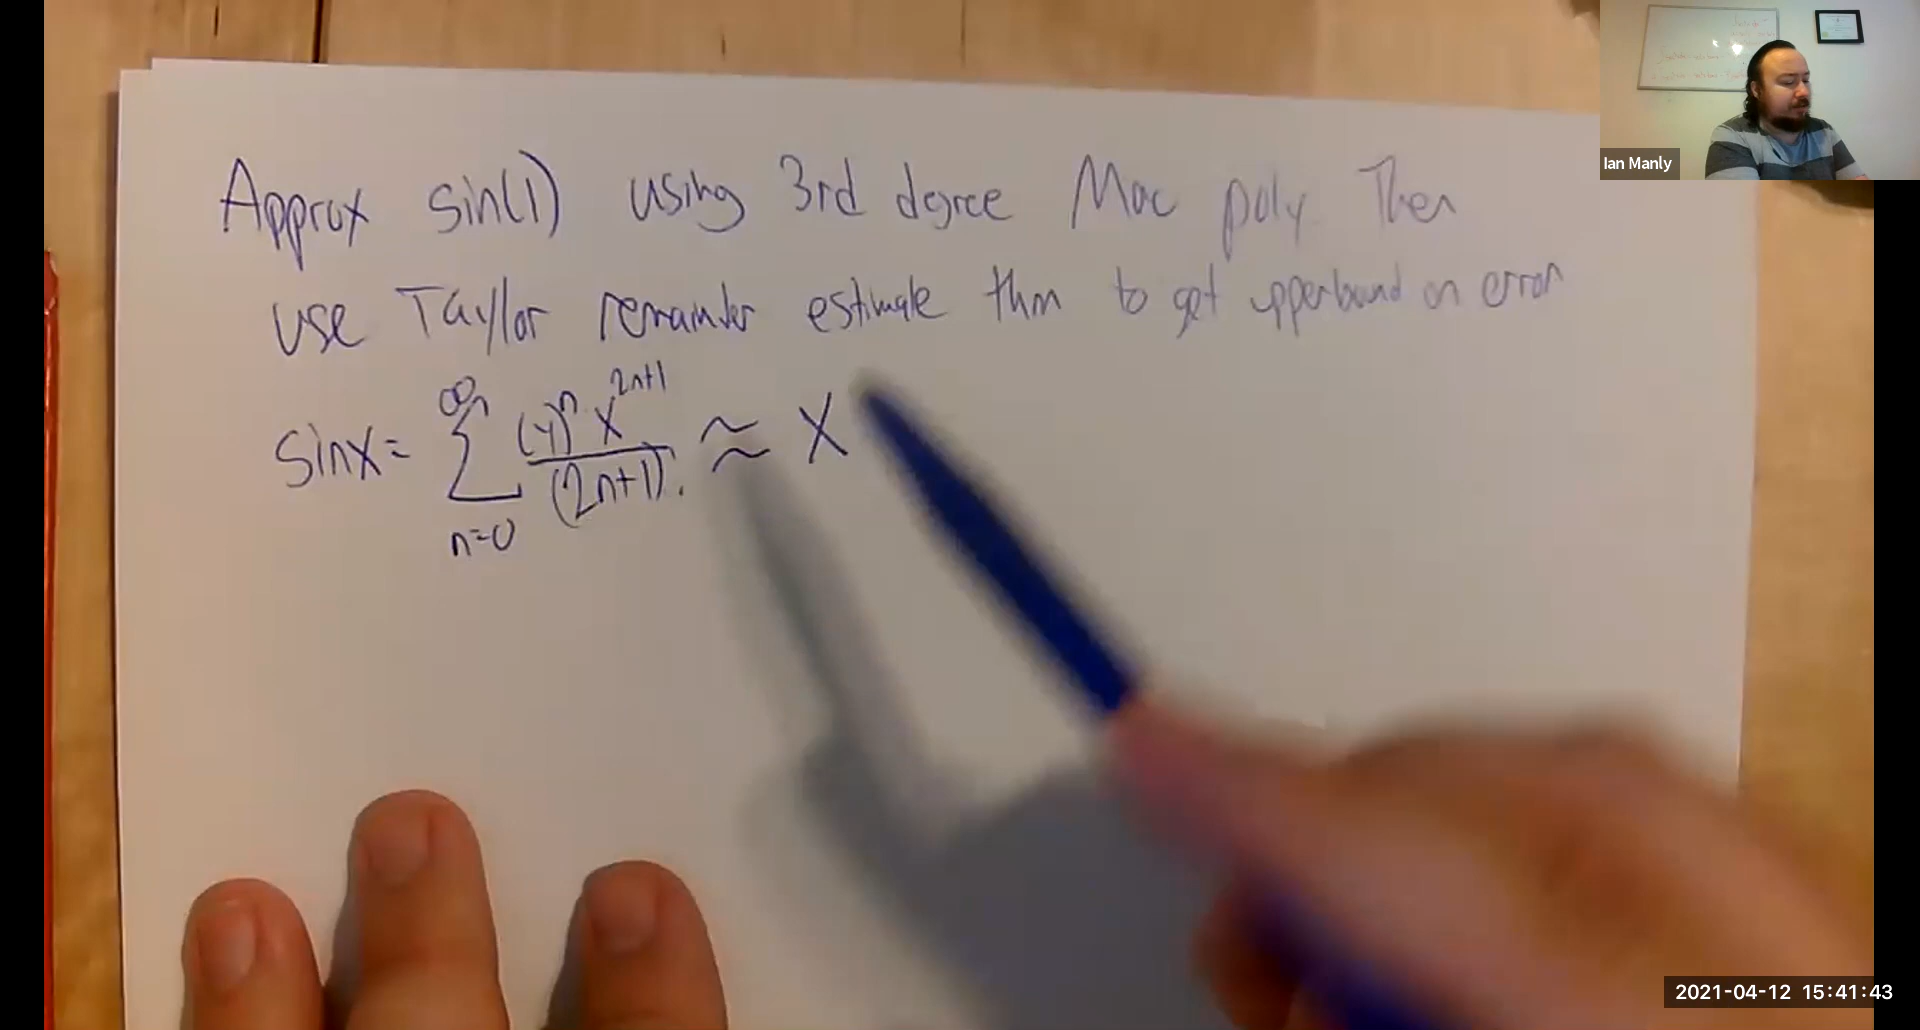 Approx sin(1) using 3rd degree Mac poly. Then
use Taylor remainder estimate thm to get upperbound on error
sinx = ∑_{n=0}^{∞} (-1)^n x^{2n+1} / (2n+1)! ≈ x
Ian Manly
2021-04-12 15:41:43